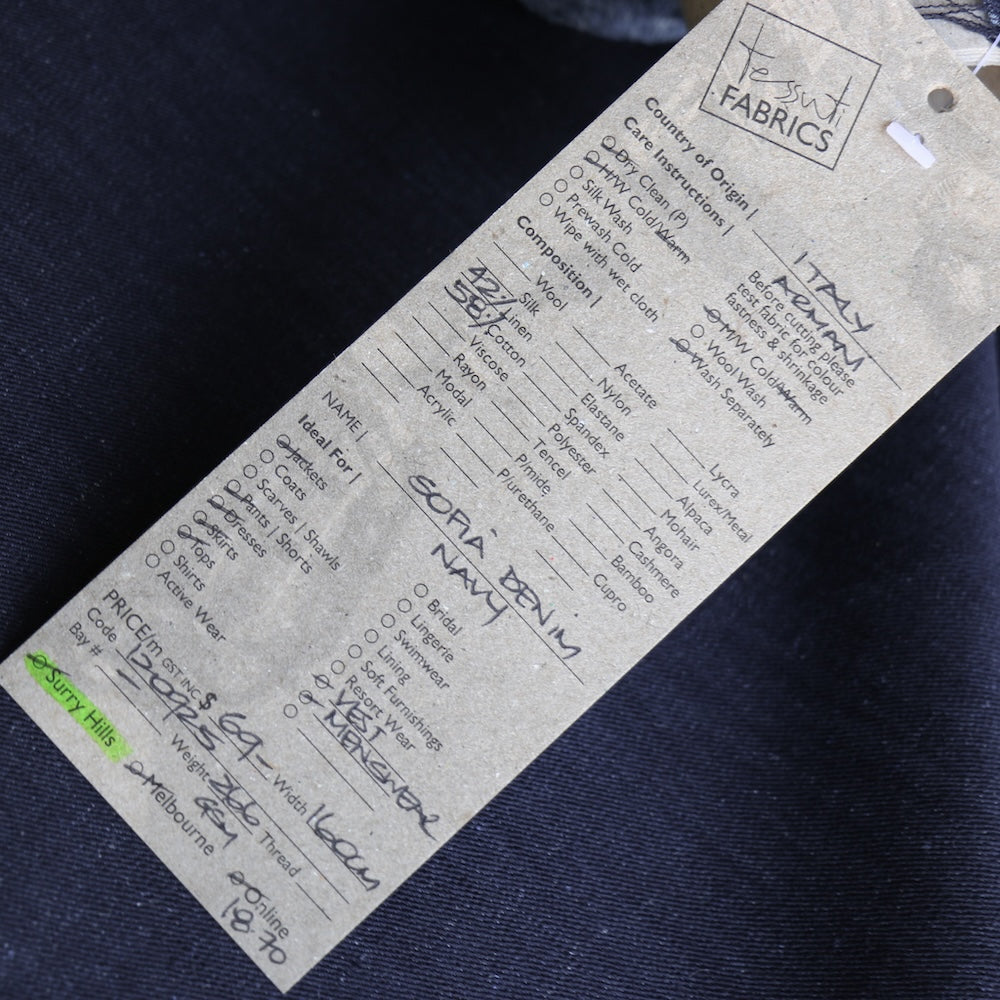 Tessuti
FABRICS
Country of Origin | ITALY
ARMANI
Care Instructions |
Before cutting please
test fabric for colour
fastness & shrinkage
Dry Clean (P)
H/W Cold/Warm
Silk Wash
Prewash Cold
Wipe with wet cloth
H/W Cold/Warm
Wool Wash
Wash Separately
Composition |
Wool
Silk
42% Linen
58% Cotton
Viscose
Rayon
Modal
Acrylic
Acetate
Nylon
Elastane
Spandex
Polyester
Tencel
P/mide
P/urethane
Lycra
Lurex/Metal
Alpaca
Mohair
Angora
Cashmere
Bamboo
Cupro
NAME | SOFIA DENIM
NAVY
Ideal For |
Jackets
Coats
Scarves | Shawls
Pants | Shorts
Dresses
Skirts
Tops
Shirts
Active Wear
Bridal
Lingerie
Swimwear
Lining
Soft Furnishings
Resort Wear
VEST
MENSWEAR
PRICE/m GST INC $ 69- Width 160cm
Code 120925 Weight 266 GSM Thread
Bay # -
Surry Hills
Melbourne
Online
18.70